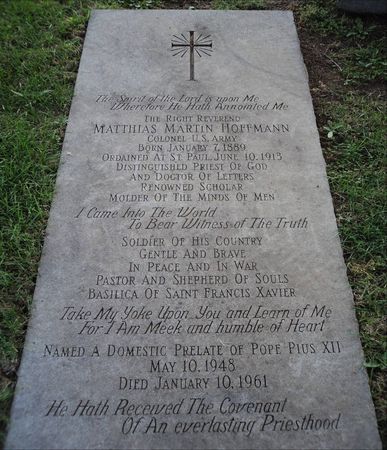 The Spirit of the Lord is upon Me
Wherefore He Hath Annointed Me
The Right Reverend
Matthias Martin Hoffmann
Colonel U.S. Army
Born January 7, 1889
Ordained At St Paul June 10, 1913
Distinguished Priest Of God
And Doctor Of Letters
Renowned Scholar
Molder Of The Minds Of Men
I Came Into The World
To Bear Witness Of The Truth
Soldier Of His Country
Gentle And Brave
In Peace And In War
Pastor And Shepherd Of Souls
Basilica Of Saint Francis Xavier
Take My Yoke Upon You and Learn of Me
For I Am Meek and humble of Heart
Named A Domestic Prelate of Pope Pius XII
May 10, 1948
Died January 10, 1961
He Hath Received The Covenant
Of An everlasting Priesthood